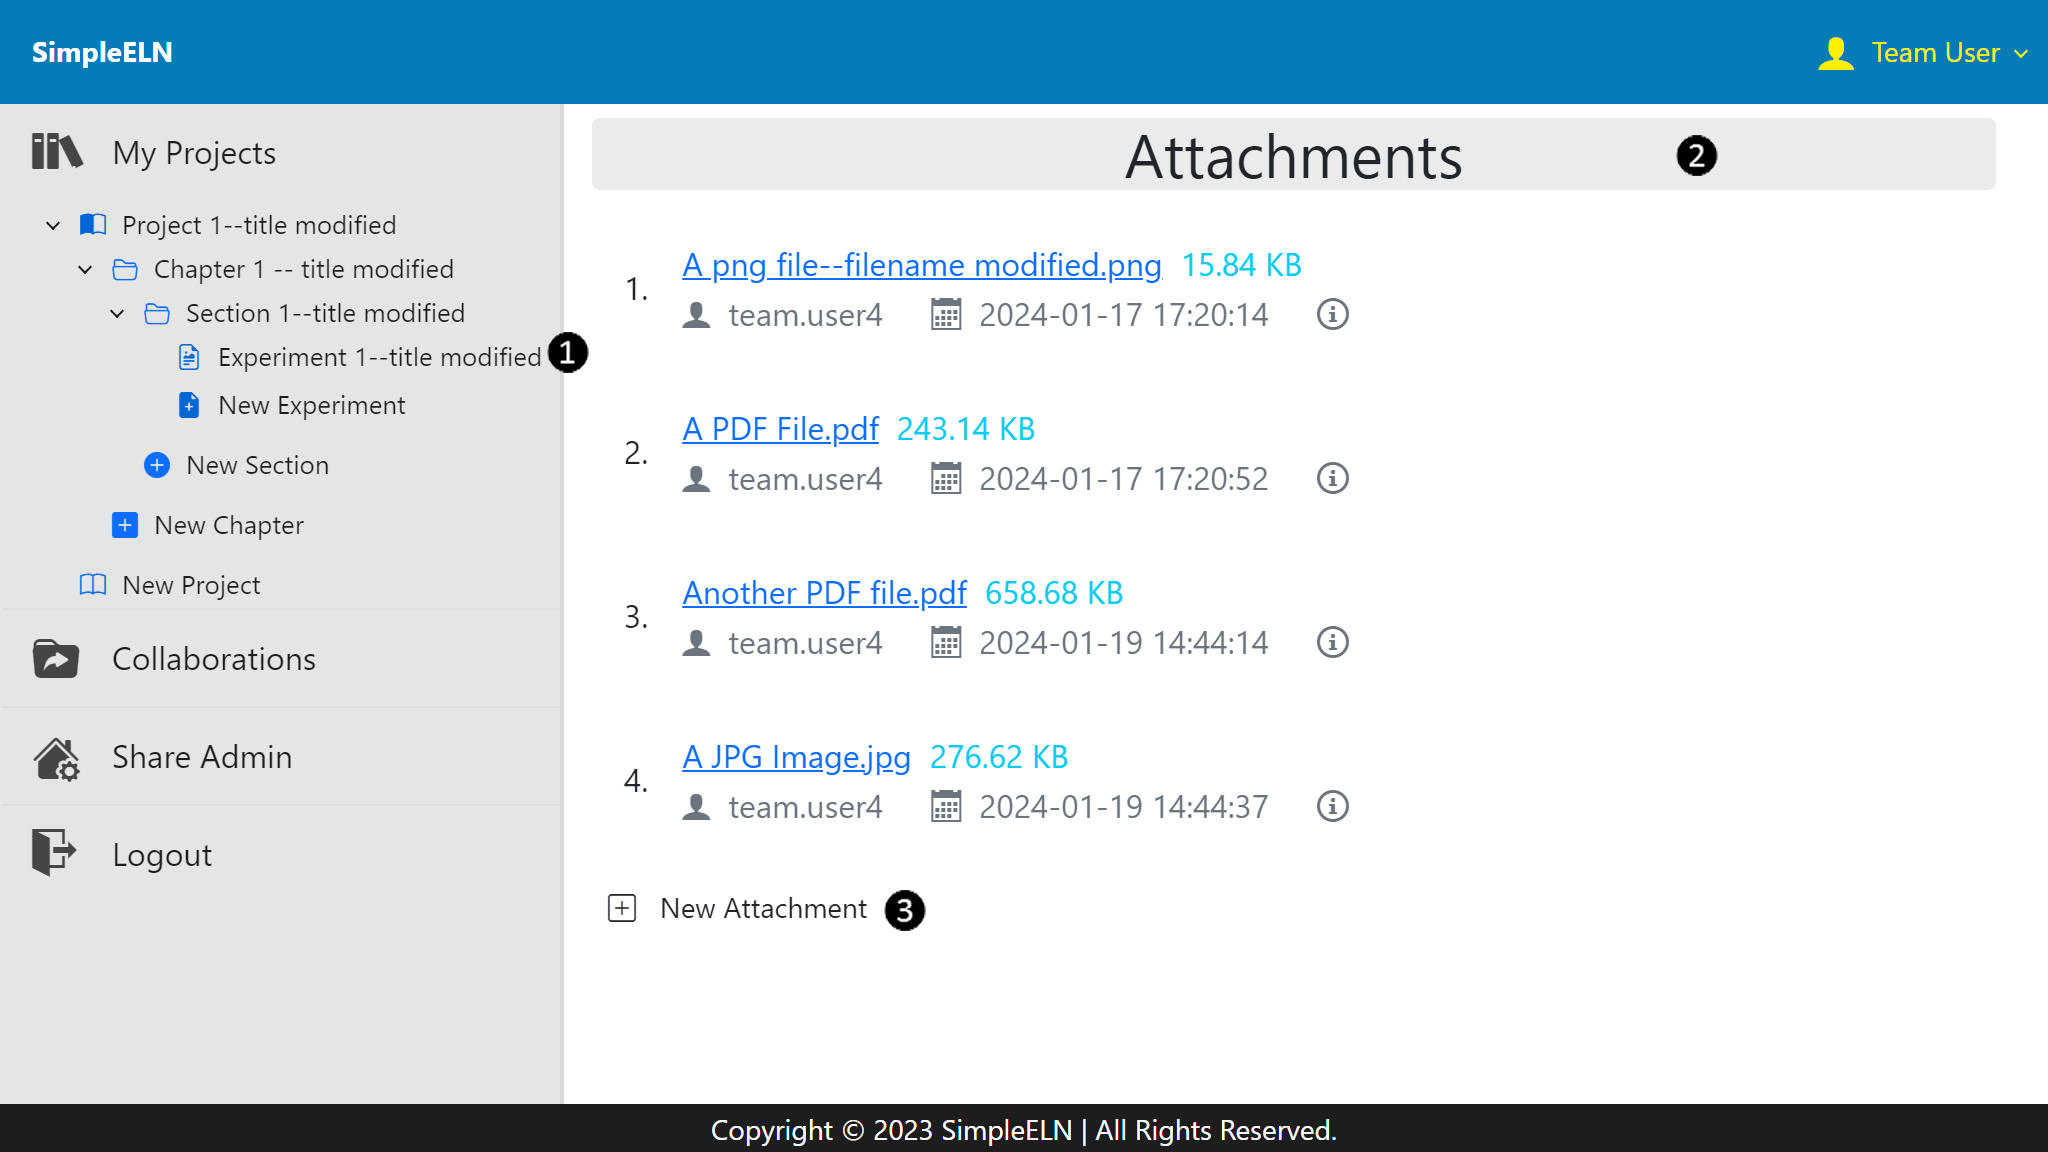 SimpleELN
Team User
My Projects
Project 1--title modified
Chapter 1 -- title modified
Section 1--title modified
Experiment 1--title modified 1
New Experiment
New Section
New Chapter
New Project
Collaborations
Share Admin
Logout
Attachments 2
1. A png file--filename modified.png 15.84 KB
team.user4 2024-01-17 17:20:14
2. A PDF File.pdf 243.14 KB
team.user4 2024-01-17 17:20:52
3. Another PDF file.pdf 658.68 KB
team.user4 2024-01-19 14:44:14
4. A JPG Image.jpg 276.62 KB
team.user4 2024-01-19 14:44:37
New Attachment 3
Copyright © 2023 SimpleELN | All Rights Reserved.